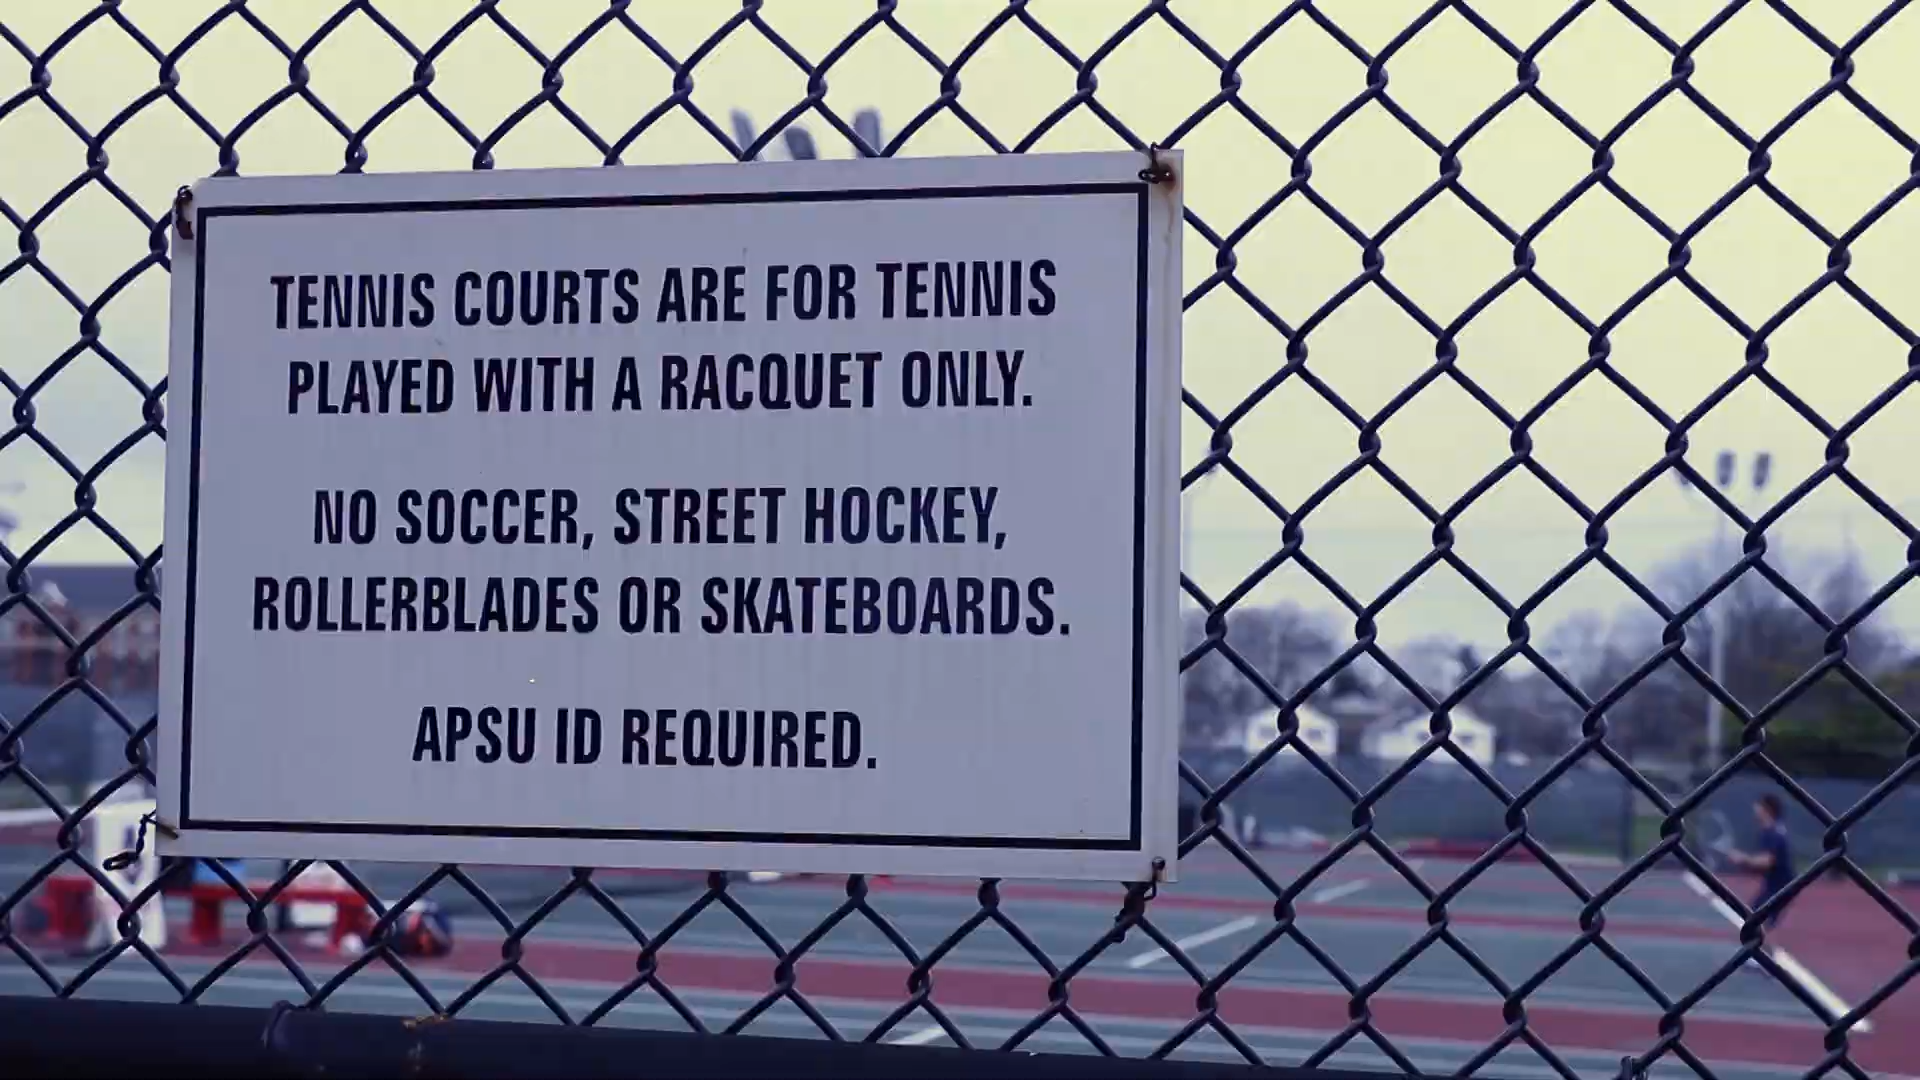 TENNIS COURTS ARE FOR TENNIS
PLAYED WITH A RACQUET ONLY.
NO SOCCER, STREET HOCKEY,
ROLLERBLADES OR SKATEBOARDS.
APSU ID REQUIRED.